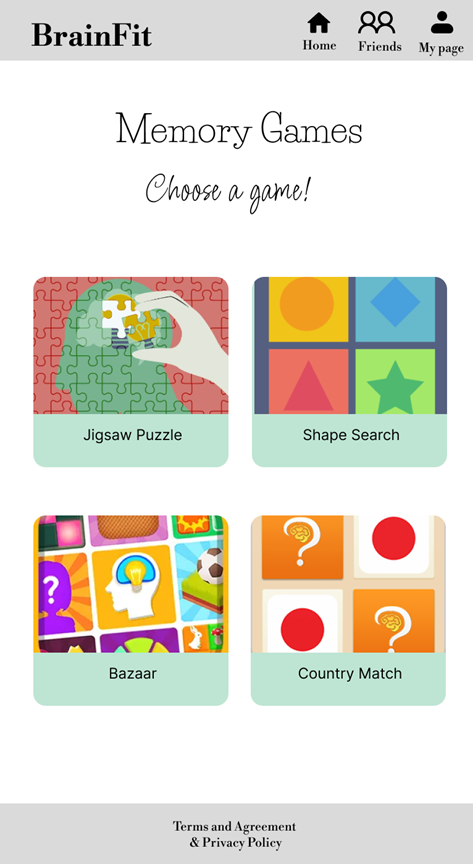 BrainFit
Home
Friends
My page
Memory Games
Choose a game!
Jigsaw Puzzle
Shape Search
?
Bazaar
?
?
Country Match
Terms and Agreement
& Privacy Policy